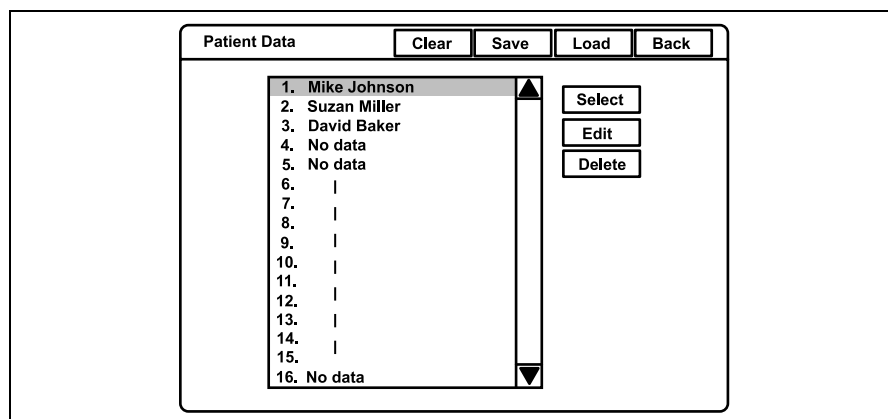 Patient Data Clear Save Load Back
1. Mike Johnson
2. Suzan Miller
3. David Baker
4. No data
5. No data
6.
7.
8.
9.
10.
11.
12.
13.
14.
15.
16. No data
Select
Edit
Delete